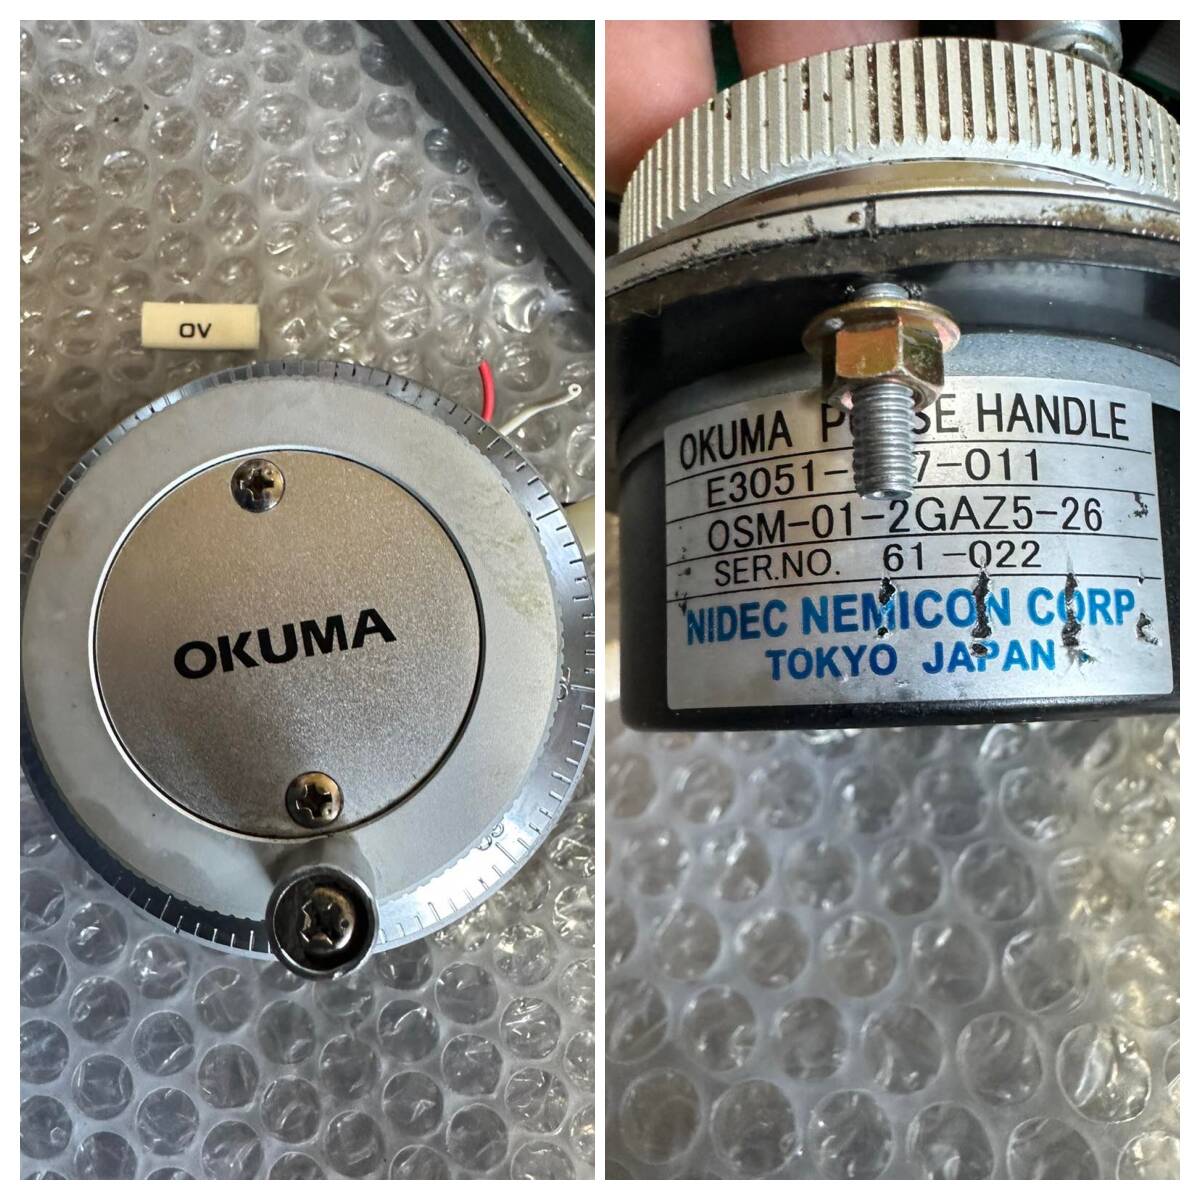 0V
OKUMA
OKUMA HANDLE
E3051- 7-011
OSM-01-2GAZ5-26
SER.NO. 61-022
NIDEC NEMICON CORP
TOKYO JAPAN